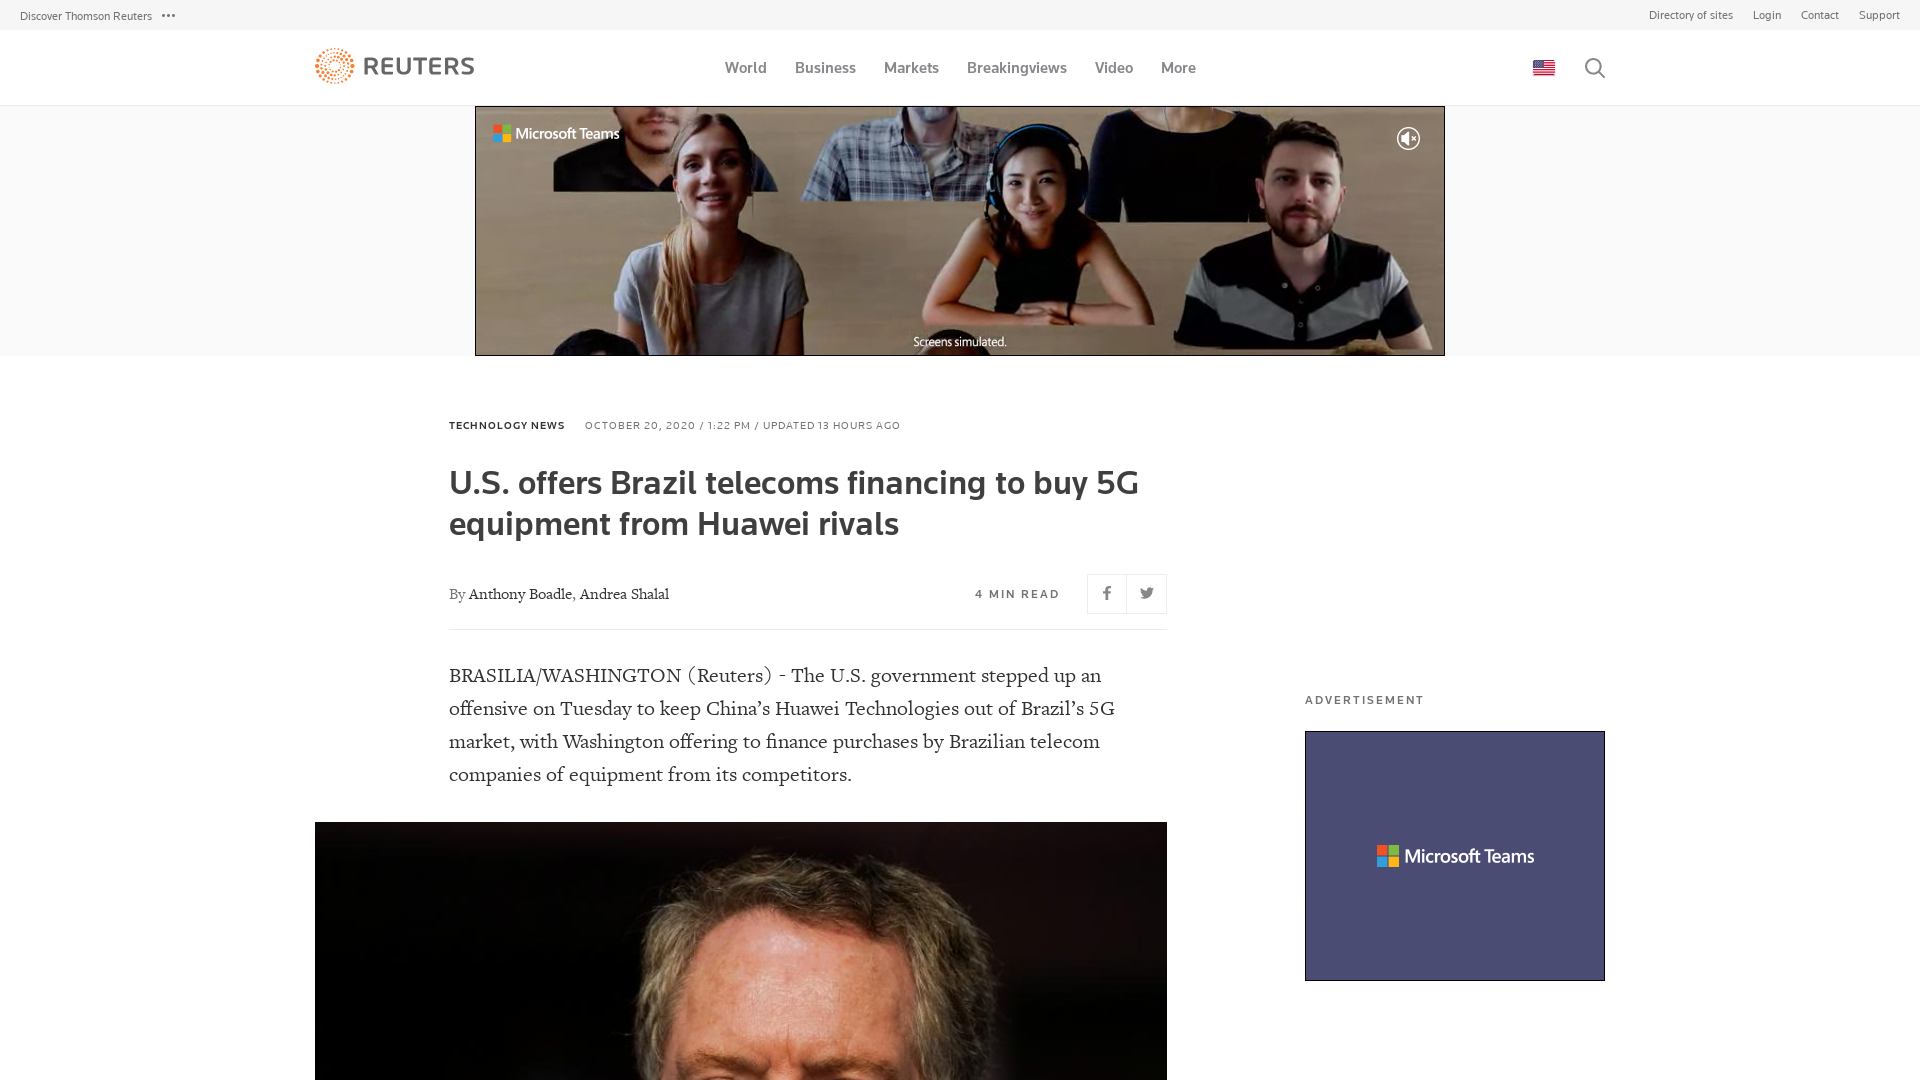 Discover Thomson Reuters
Directory of sites
Login
Contact
Support
REUTERS
World
Business
Markets
Breakingviews
Video
More
Microsoft Teams
Screens simulated.
TECHNOLOGY NEWS
OCTOBER 20, 2020 / 1:22 PM / UPDATED 13 HOURS AGO
U.S. offers Brazil telecoms financing to buy 5G
equipment from Huawei rivals
By Anthony Boadle, Andrea Shalal
4 MIN READ
BRASILIA/WASHINGTON (Reuters) - The U.S. government stepped up an
offensive on Tuesday to keep China’s Huawei Technologies out of Brazil’s 5G
market, with Washington offering to finance purchases by Brazilian telecom
companies of equipment from its competitors.
ADVERTISEMENT
Microsoft Teams